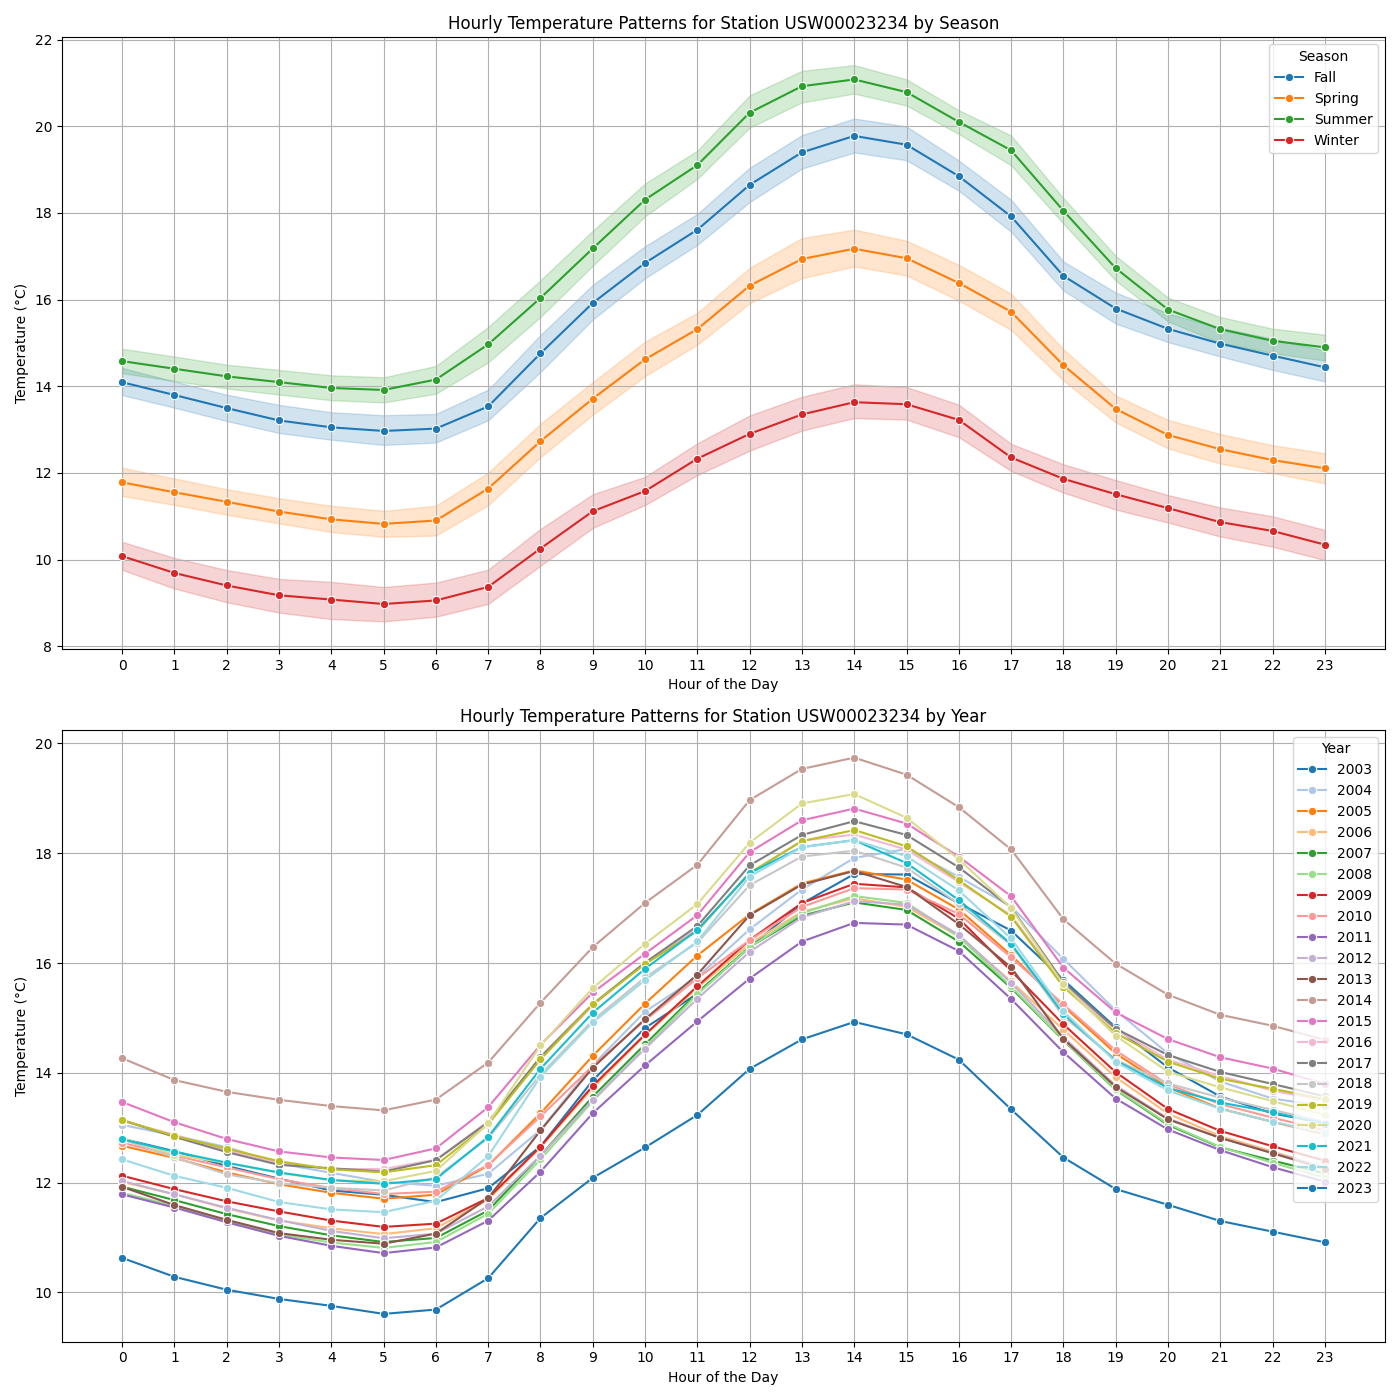 Hourly Temperature Patterns for Station USW00023234 by Season
Temperature (°C)
22
20
18
16
14
12
10
8
Season
Fall
Spring
Summer
Winter
0 1 2 3 4 5 6 7 8 9 10 11 12 13 14 15 16 17 18 19 20 21 22 23
Hour of the Day
Hourly Temperature Patterns for Station USW00023234 by Year
Temperature (°C)
20
18
16
14
12
10
Year
2003
2004
2005
2006
2007
2008
2009
2010
2011
2012
2013
2014
2015
2016
2017
2018
2019
2020
2021
2022
2023
0 1 2 3 4 5 6 7 8 9 10 11 12 13 14 15 16 17 18 19 20 21 22 23
Hour of the Day